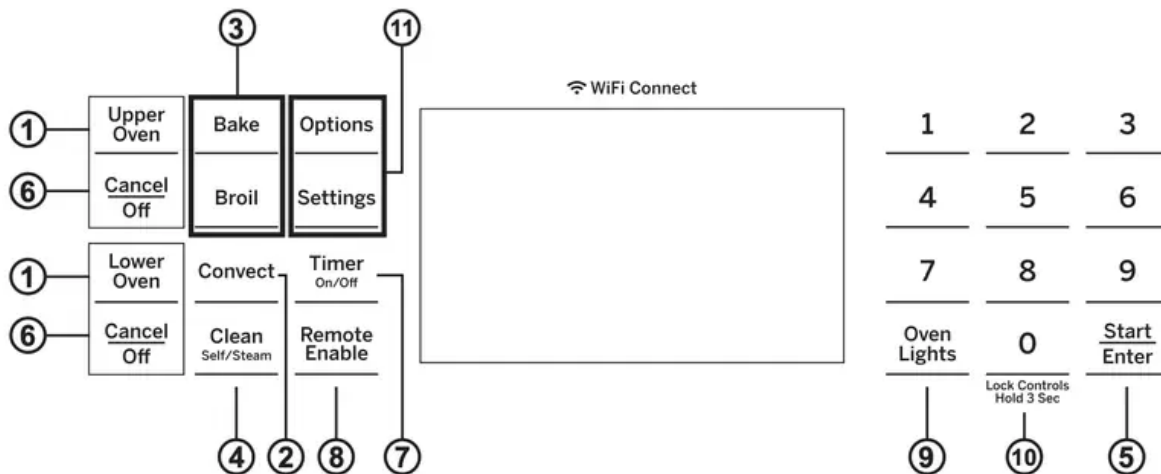 3
11
WiFi Connect
1
Upper
Oven
Bake
Options
1
2
3
6
Cancel
Off
Broil
Settings
4
5
6
1
Lower
Oven
Convect
Timer
On/Off
7
8
9
6
Cancel
Off
Clean
Self/Steam
Remote
Enable
Oven
Lights
0
Start
Enter
Lock Controls
Hold 3 Sec
4
2
8
7
9
10
5